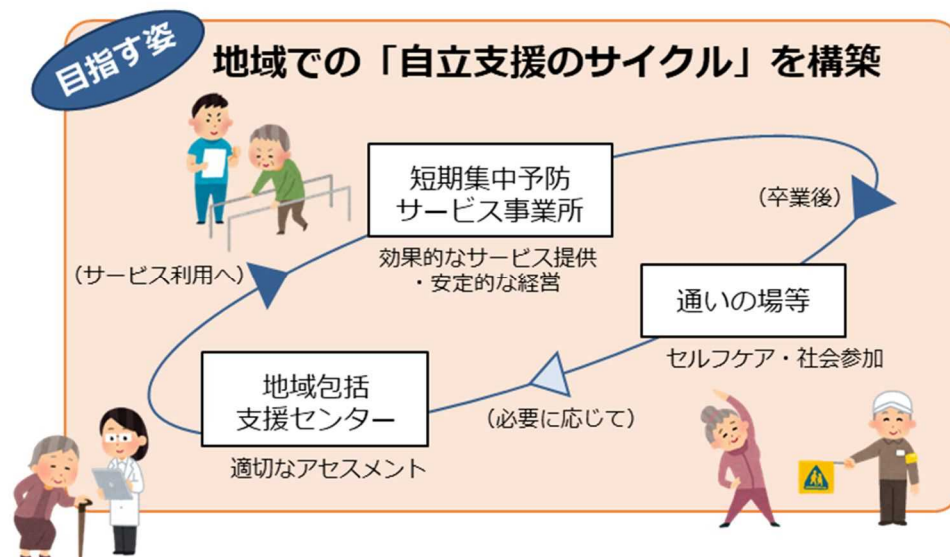 目指す姿
地域での「自立支援のサイクル」を構築
短期集中予防
サービス事業所
効果的なサービス提供
・安定的な経営
（卒業後）
（サービス利用へ）
通いの場等
セルフケア・社会参加
地域包括
支援センター
適切なアセスメント
（必要に応じて）